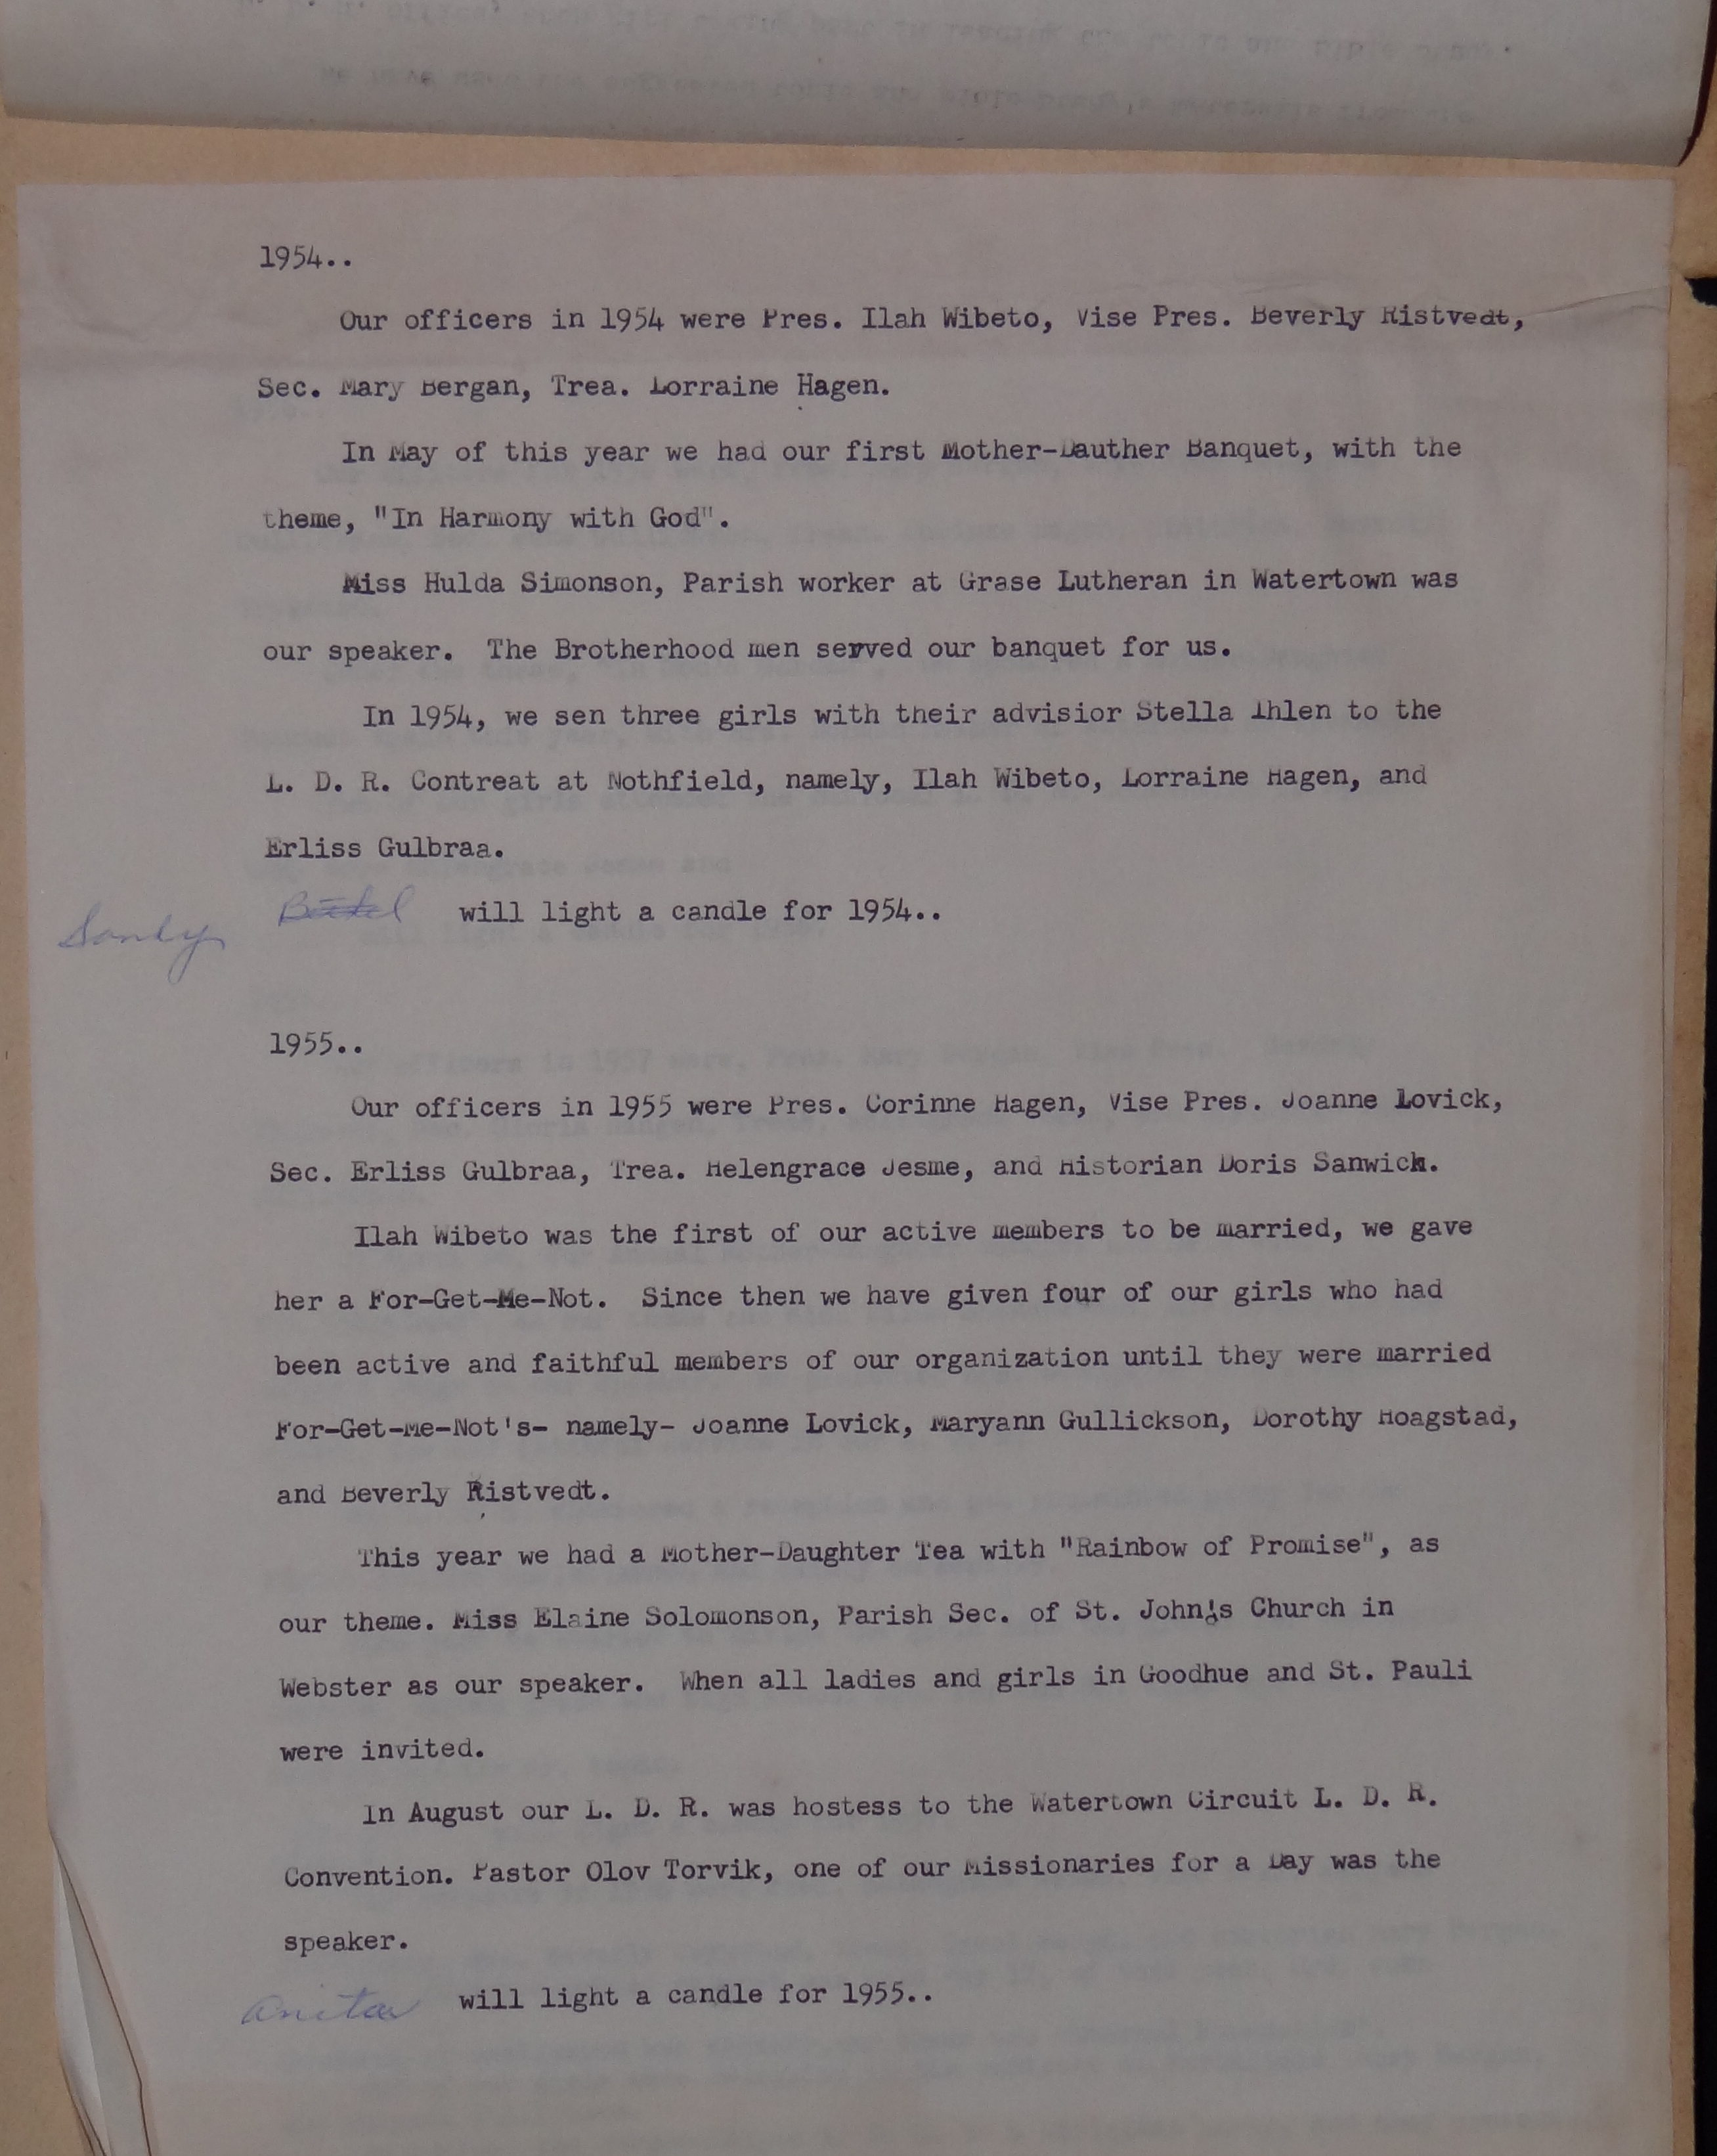 1954..
Our officers in 1954 were Pres. Ilah Wibeto, Vise Pres. Beverly Ristvedt,
Sec. Mary Bergan, Trea. Lorraine Hagen.
In May of this year we had our first Mother-Dauther Banquet, with the
theme, "In Harmony with God".
Miss Hulda Simonson, Parish worker at Grase Lutheran in Watertown was
our speaker. The Brotherhood men served our banquet for us.
In 1954, we sen three girls with their advisior Stella Ihlen to the
L. D. R. Contreat at Nothfield, namely, Ilah Wibeto, Lorraine Hagen, and
Erliss Gulbraa.
Sandy will light a candle for 1954..
1955..
Our officers in 1955 were Pres. Corinne Hagen, Vise Pres. Joanne Lovick,
Sec. Erliss Gulbraa, Trea. Helengrace Jesme, and Historian Doris Sanwick.
Ilah Wibeto was the first of our active members to be married, we gave
her a For-Get-Me-Not. Since then we have given four of our girls who had
been active and faithful members of our organization until they were married
For-Get-Me-Not's- namely- Joanne Lovick, Maryann Gullickson, Dorothy Hoagstad,
and Beverly Ristvedt.
This year we had a Mother-Daughter Tea with "Rainbow of Promise", as
our theme. Miss Elaine Solomonson, Parish Sec. of St. John's Church in
Webster as our speaker. When all ladies and girls in Goodhue and St. Pauli
were invited.
In August our L. D. R. was hostess to the Watertown Circuit L. D. R.
Convention. Pastor Olov Torvik, one of our Missionaries for a Day was the
speaker.
Anita will light a candle for 1955..